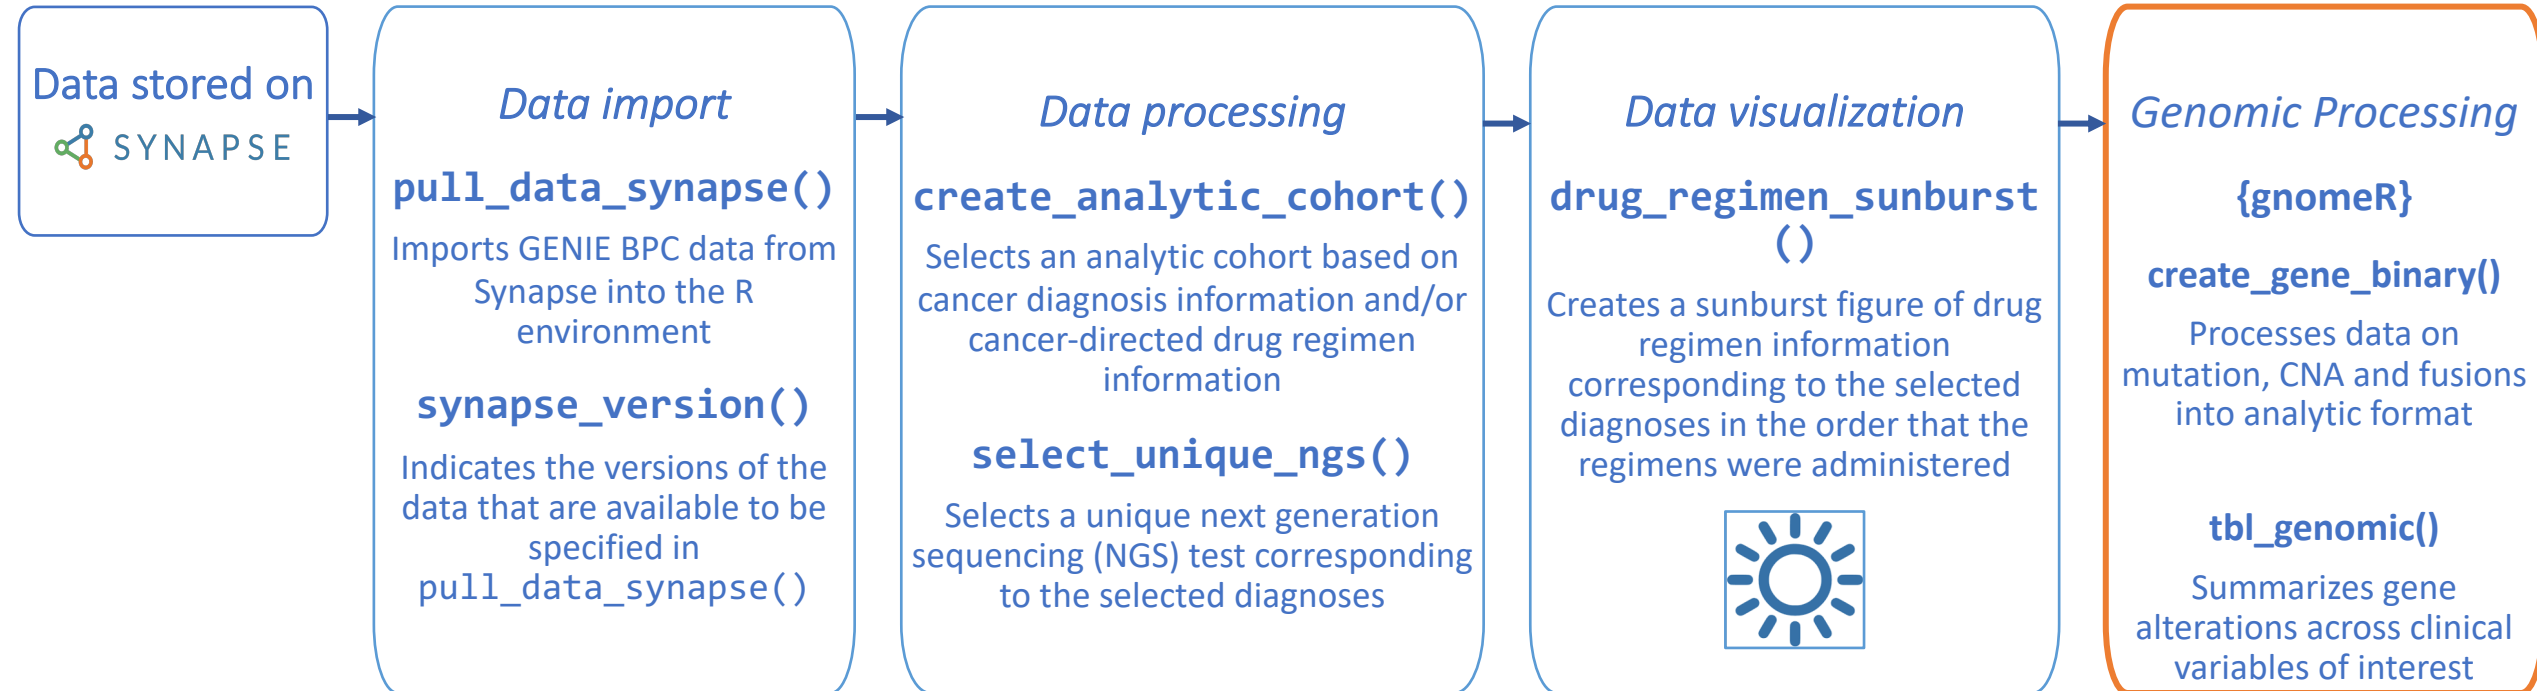 Data stored on
SYNAPSE
Data import
pull_data_synapse()
Imports GENIE BPC data from
Synapse into the R
environment
synapse_version()
Indicates the versions of the
data that are available to be
specified in
pull_data_synapse()
Data processing
create_analytic_cohort()
Selects an analytic cohort based on
cancer diagnosis information and/or
cancer-directed drug regimen
information
select_unique_ngs()
Selects a unique next generation
sequencing (NGS) test corresponding
to the selected diagnoses
Data visualization
drug_regimen_sunburst
()
Creates a sunburst figure of drug
regimen information
corresponding to the selected
diagnoses in the order that the
regimens were administered
Genomic Processing
{gnomeR}
create_gene_binary()
Processes data on
mutation, CNA and fusions
into analytic format
tbl_genomic()
Summarizes gene
alterations across clinical
variables of interest